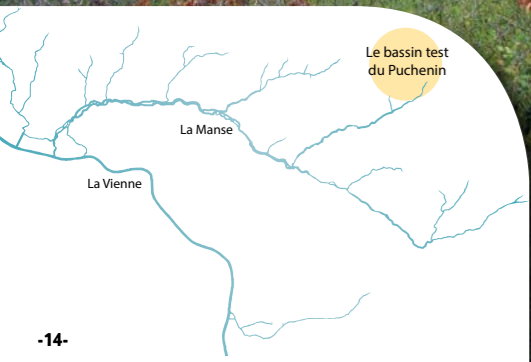 Le bassin test
du Puchenin
La Manse
La Vienne
-14-